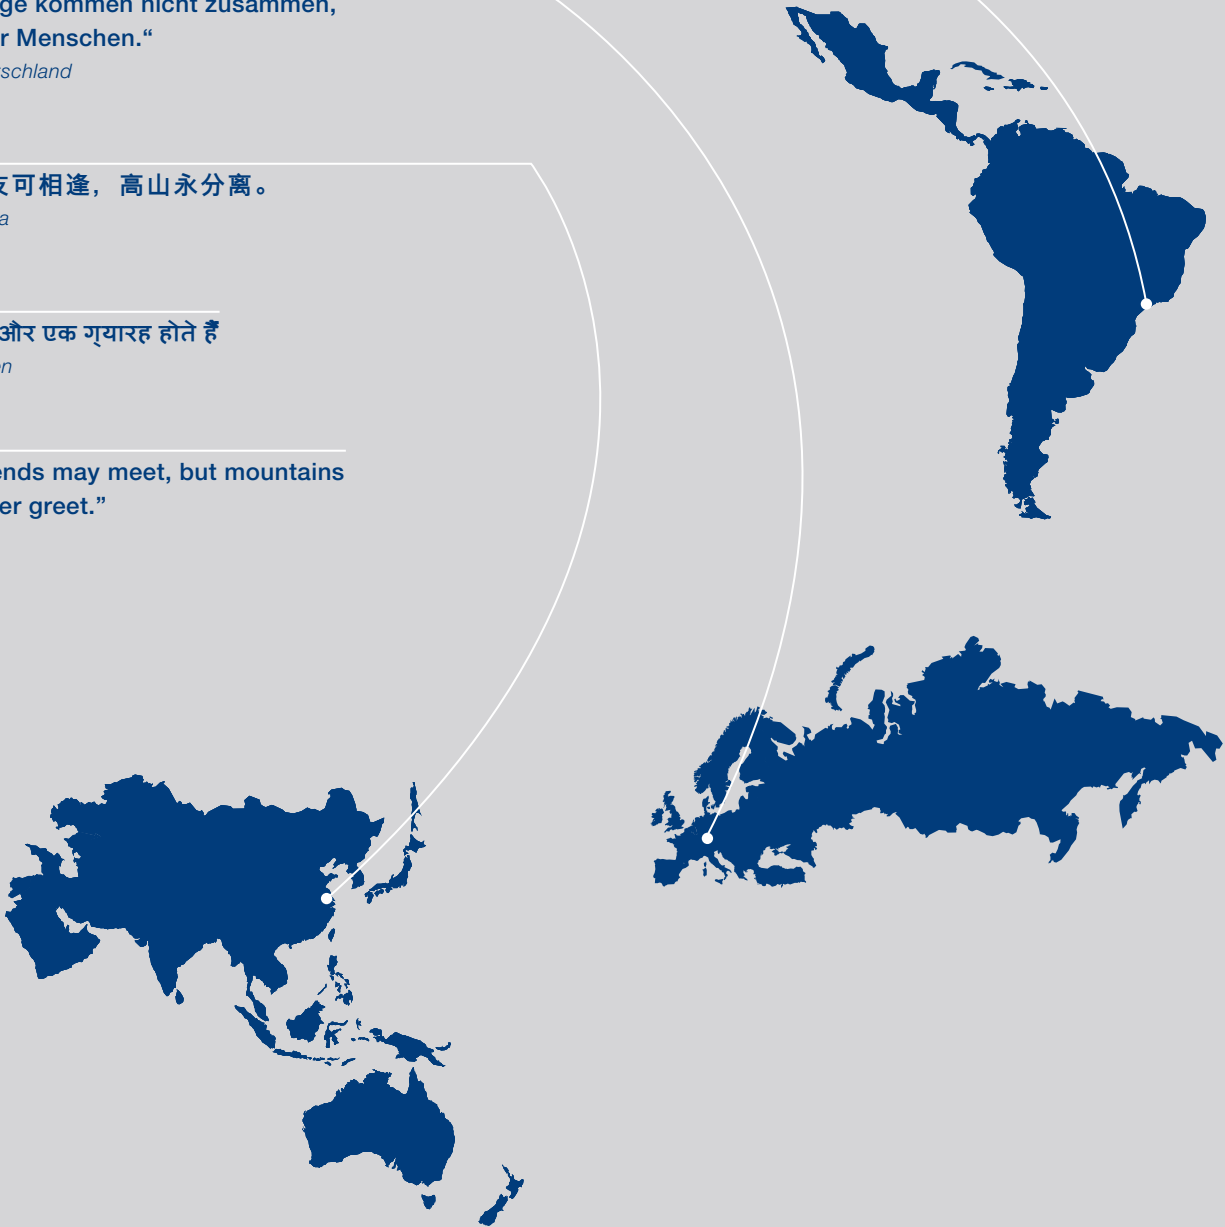 ge kommen nicht zusammen,
r Menschen.“
schland
友可相逢，高山永分离。
a
और एक ग्यारह होते हैं
n
ends may meet, but mountains
er greet.”